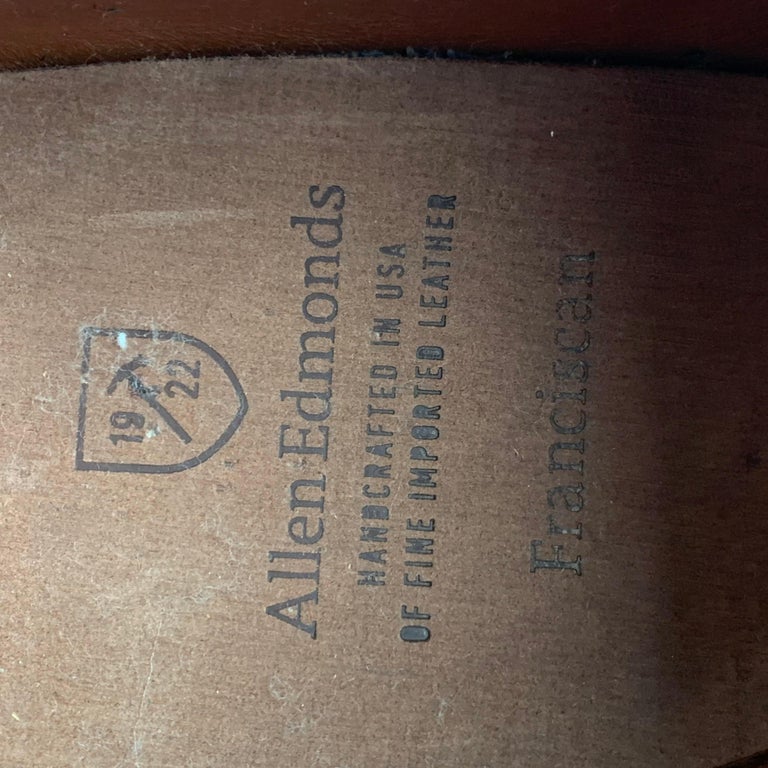 19 22
Allen Edmonds
HANDCRAFTED IN USA
OF FINE IMPORTED LEATHER
Franciscan